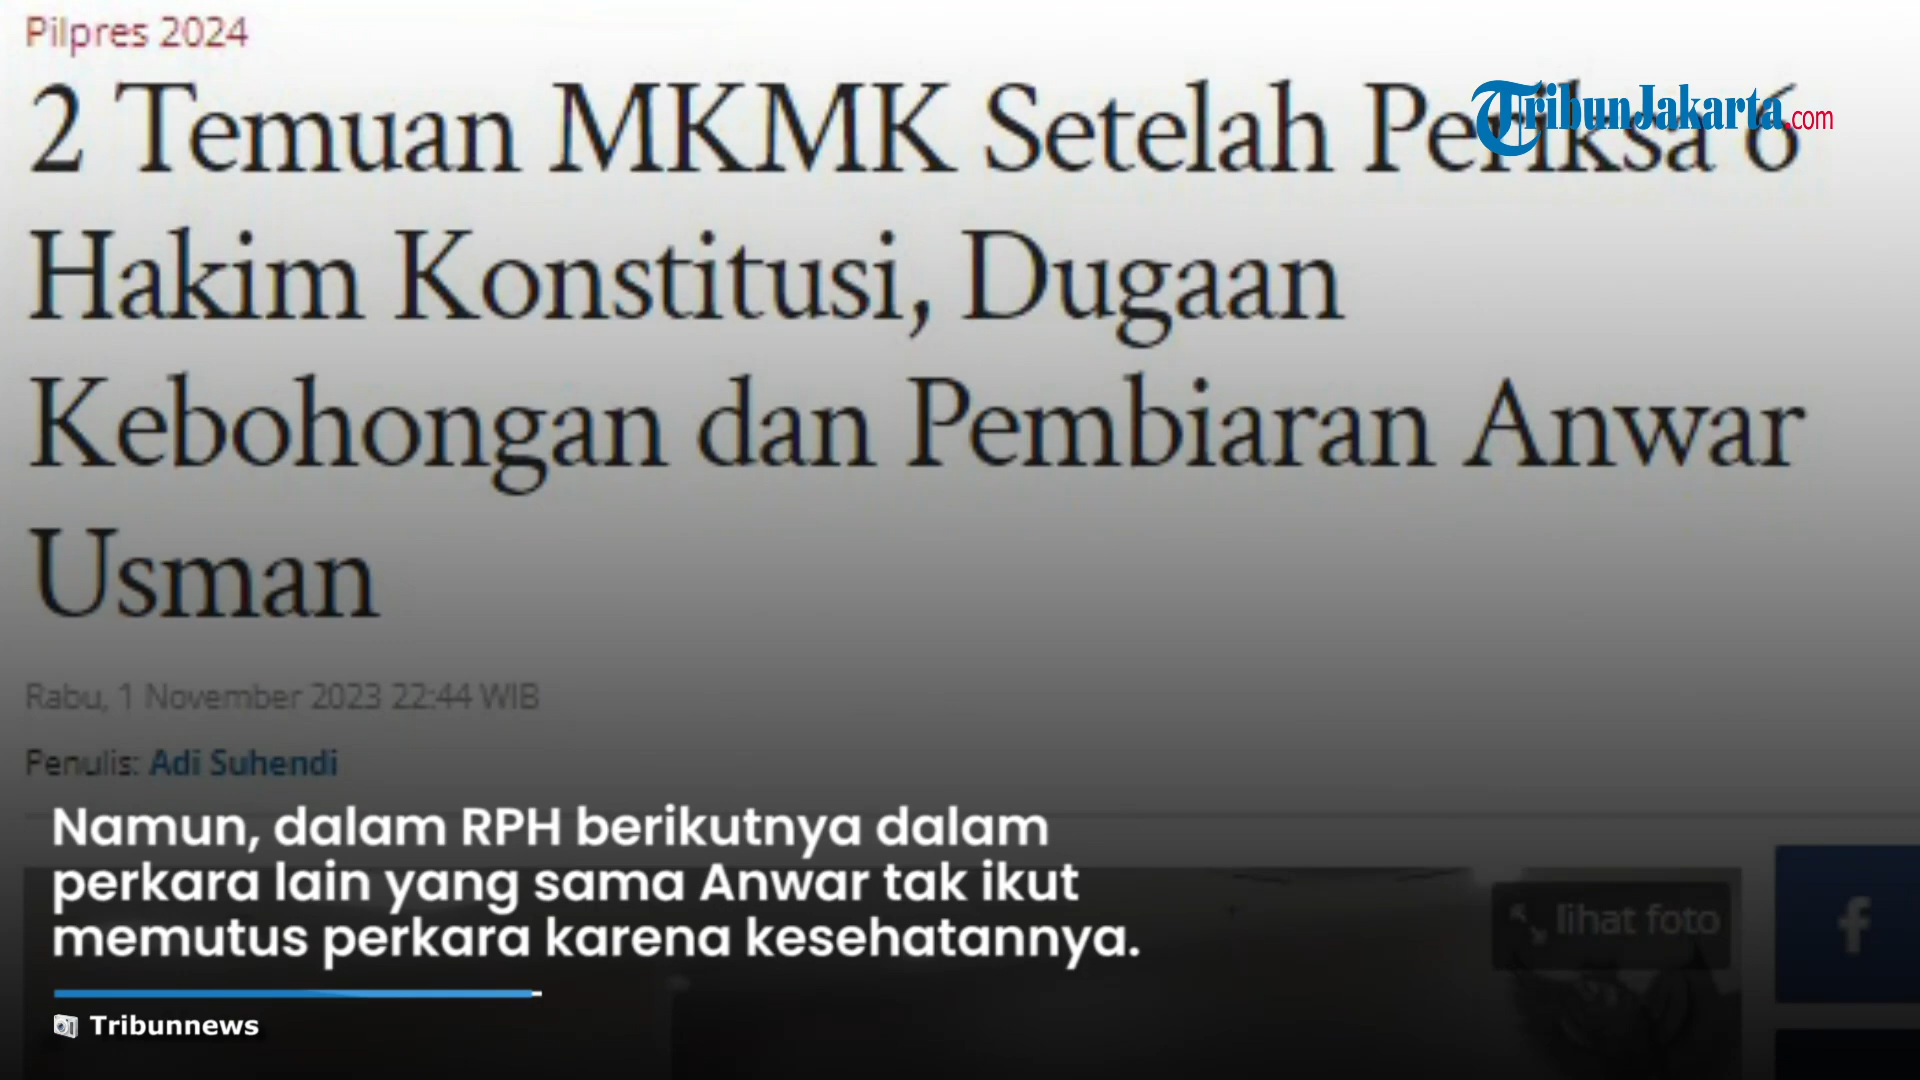 Pilpres 2024
TribunJakarta.com
2 Temuan MKMK Setelah Periksa 6
Hakim Konstitusi, Dugaan
Kebohongan dan Pembiaran Anwar
Usman
Rabu, 1 November 2023 22:44 WIB
Penulis: Adi Suhendi
Namun, dalam RPH berikutnya dalam
perkara lain yang sama Anwar tak ikut
memutus perkara karena kesehatannya.
lihat foto
f
Tribunnews